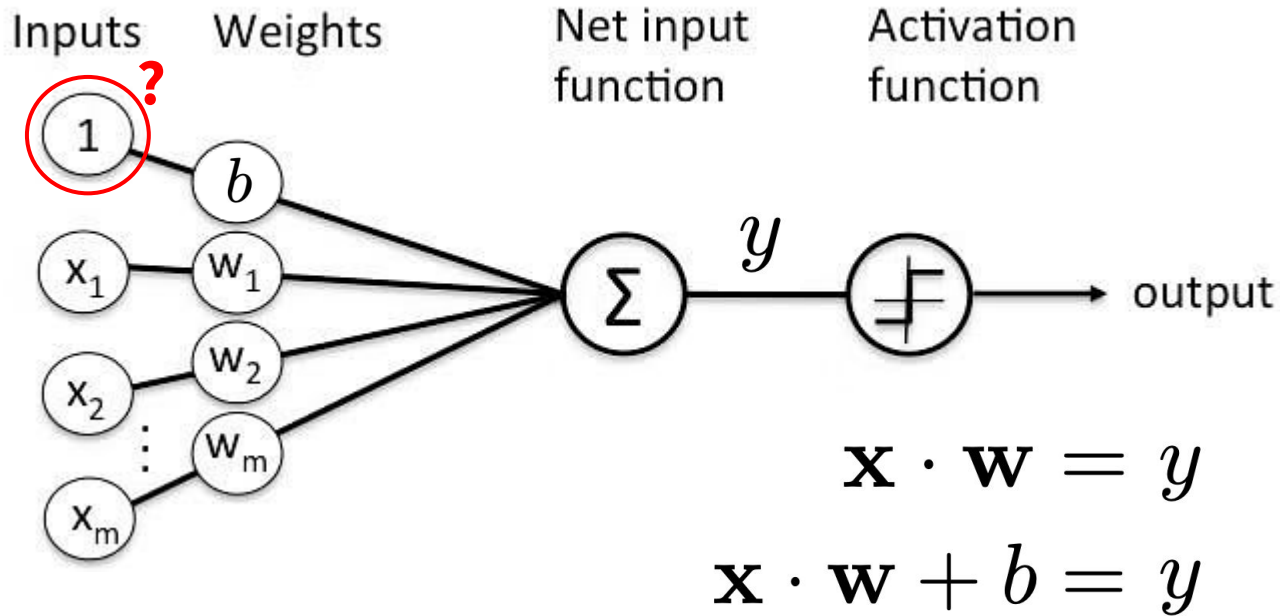 Inputs
Weights
Net input
function
Activation
function
?
1
b
x₁
w₁
x₂
w₂
⋮
xₘ
wₘ
Σ
y
output
x · w = y
x · w + b = y